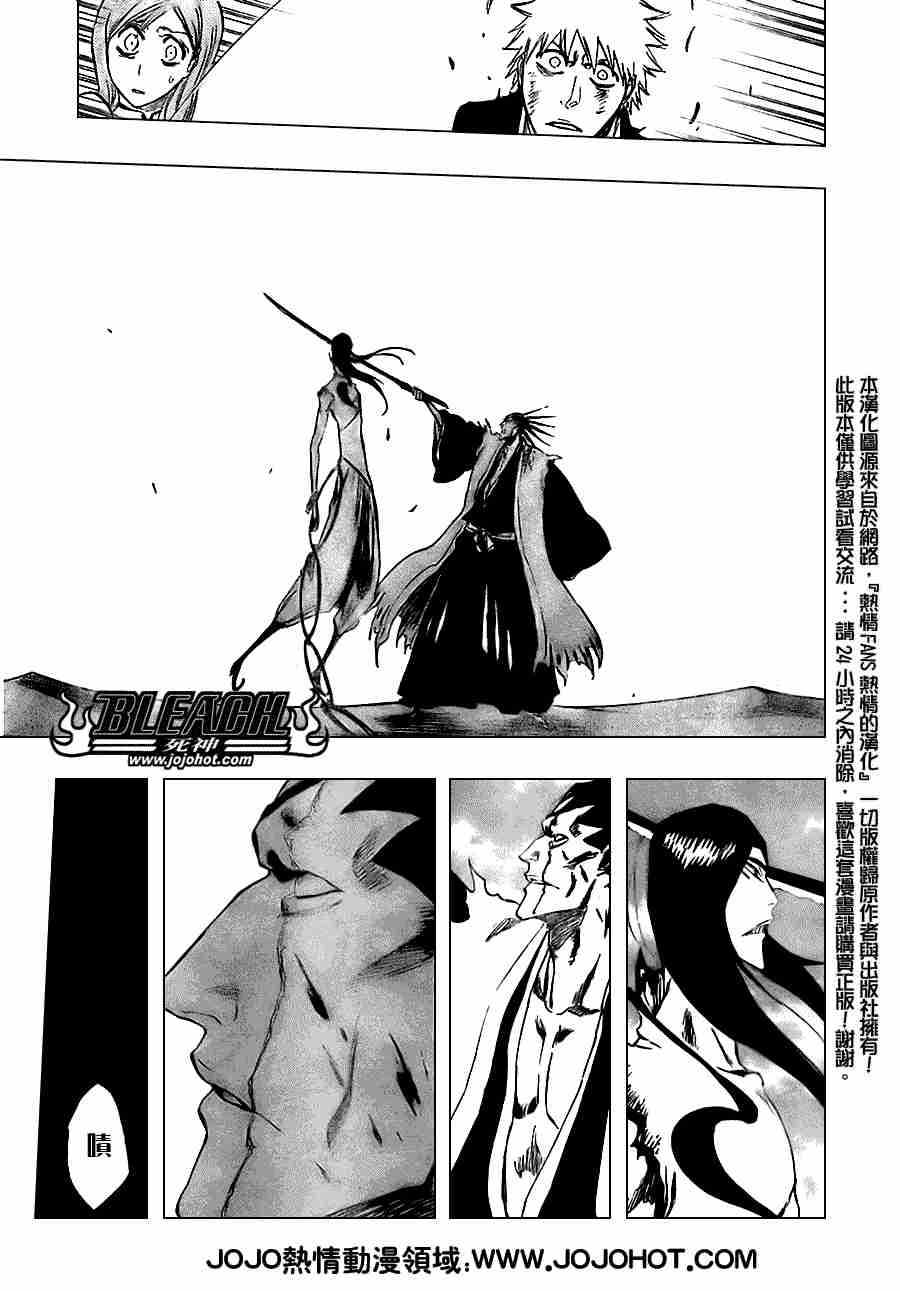 本漢化圖源來自於網路．『熱情FANS熱情的漢化』一切版權歸原作者與出版社擁有！
此版本僅供學習試看交流...請24小時之內消除．喜歡這套漫畫請購買正版！謝謝。
BLEACH
死神
www.jojohot.com
嘖
JOJO熱情動漫領域:WWW.JOJOHOT.COM